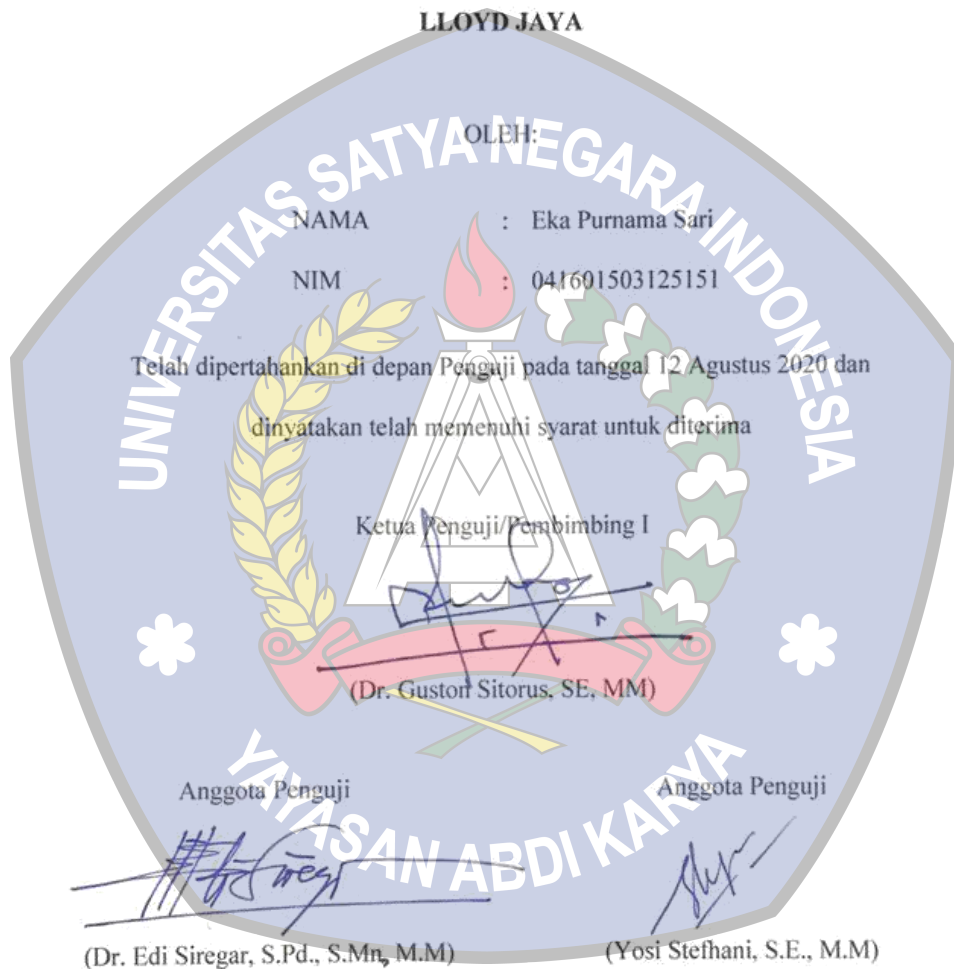 LLOYD JAYA
OLEH:
NAMA : Eka Purnama Sari
NIM : 041601503125151
Telah dipertahankan di depan Penguji pada tanggal 12 Agustus 2020 dan
dinyatakan telah memenuhi syarat untuk diterima
Ketua Penguji/Pembimbing I
(Dr. Guston Sitorus, SE, MM)
Anggota Penguji Anggota Penguji
(Dr. Edi Siregar, S.Pd., S.Mn, M.M) (Yosi Stefhani, S.E., M.M)
UNIVERSITAS SATYA NEGARA INDONESIA
YAYASAN ABDI KARYA